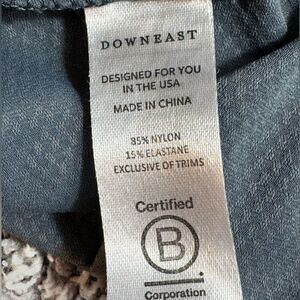 DOWNEAST
DESIGNED FOR YOU
IN THE USA
MADE IN CHINA
85% NYLON
15% ELASTANE
EXCLUSIVE OF TRIMS
Certified
B
Corporation